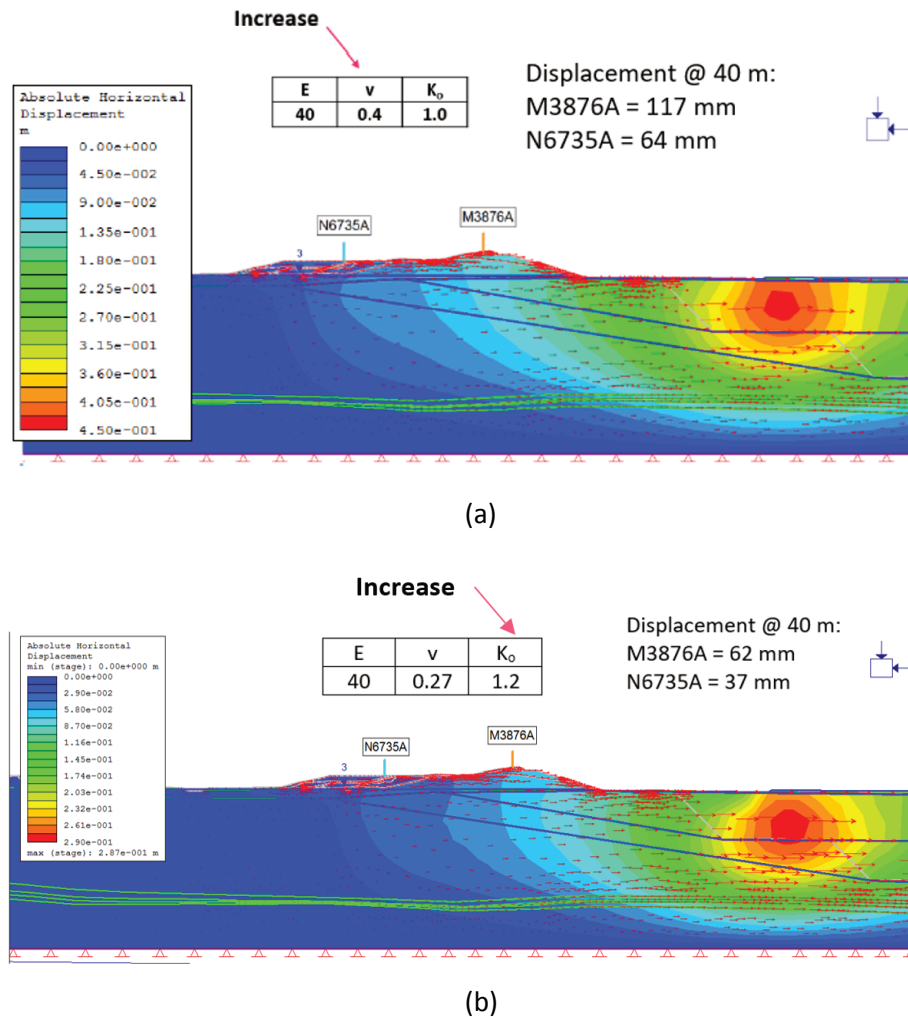 Increase
E v Kₒ
40 0.4 1.0
Displacement @ 40 m:
M3876A = 117 mm
N6735A = 64 mm
Absolute Horizontal
Displacement
m
0.00e+000
4.50e-002
9.00e-002
1.35e-001
1.80e-001
2.25e-001
2.70e-001
3.15e-001
3.60e-001
4.05e-001
4.50e-001
N6735A
M3876A
3
(a)
Increase
E v Kₒ
40 0.27 1.2
Displacement @ 40 m:
M3876A = 62 mm
N6735A = 37 mm
Absolute Horizontal
Displacement
min (stage): 0.00e+000 m
0.00e+000
2.90e-002
5.80e-002
8.70e-002
1.16e-001
1.45e-001
1.74e-001
2.03e-001
2.32e-001
2.61e-001
2.90e-001
max (stage): 2.87e-001 m
N6735A
M3876A
3
(b)